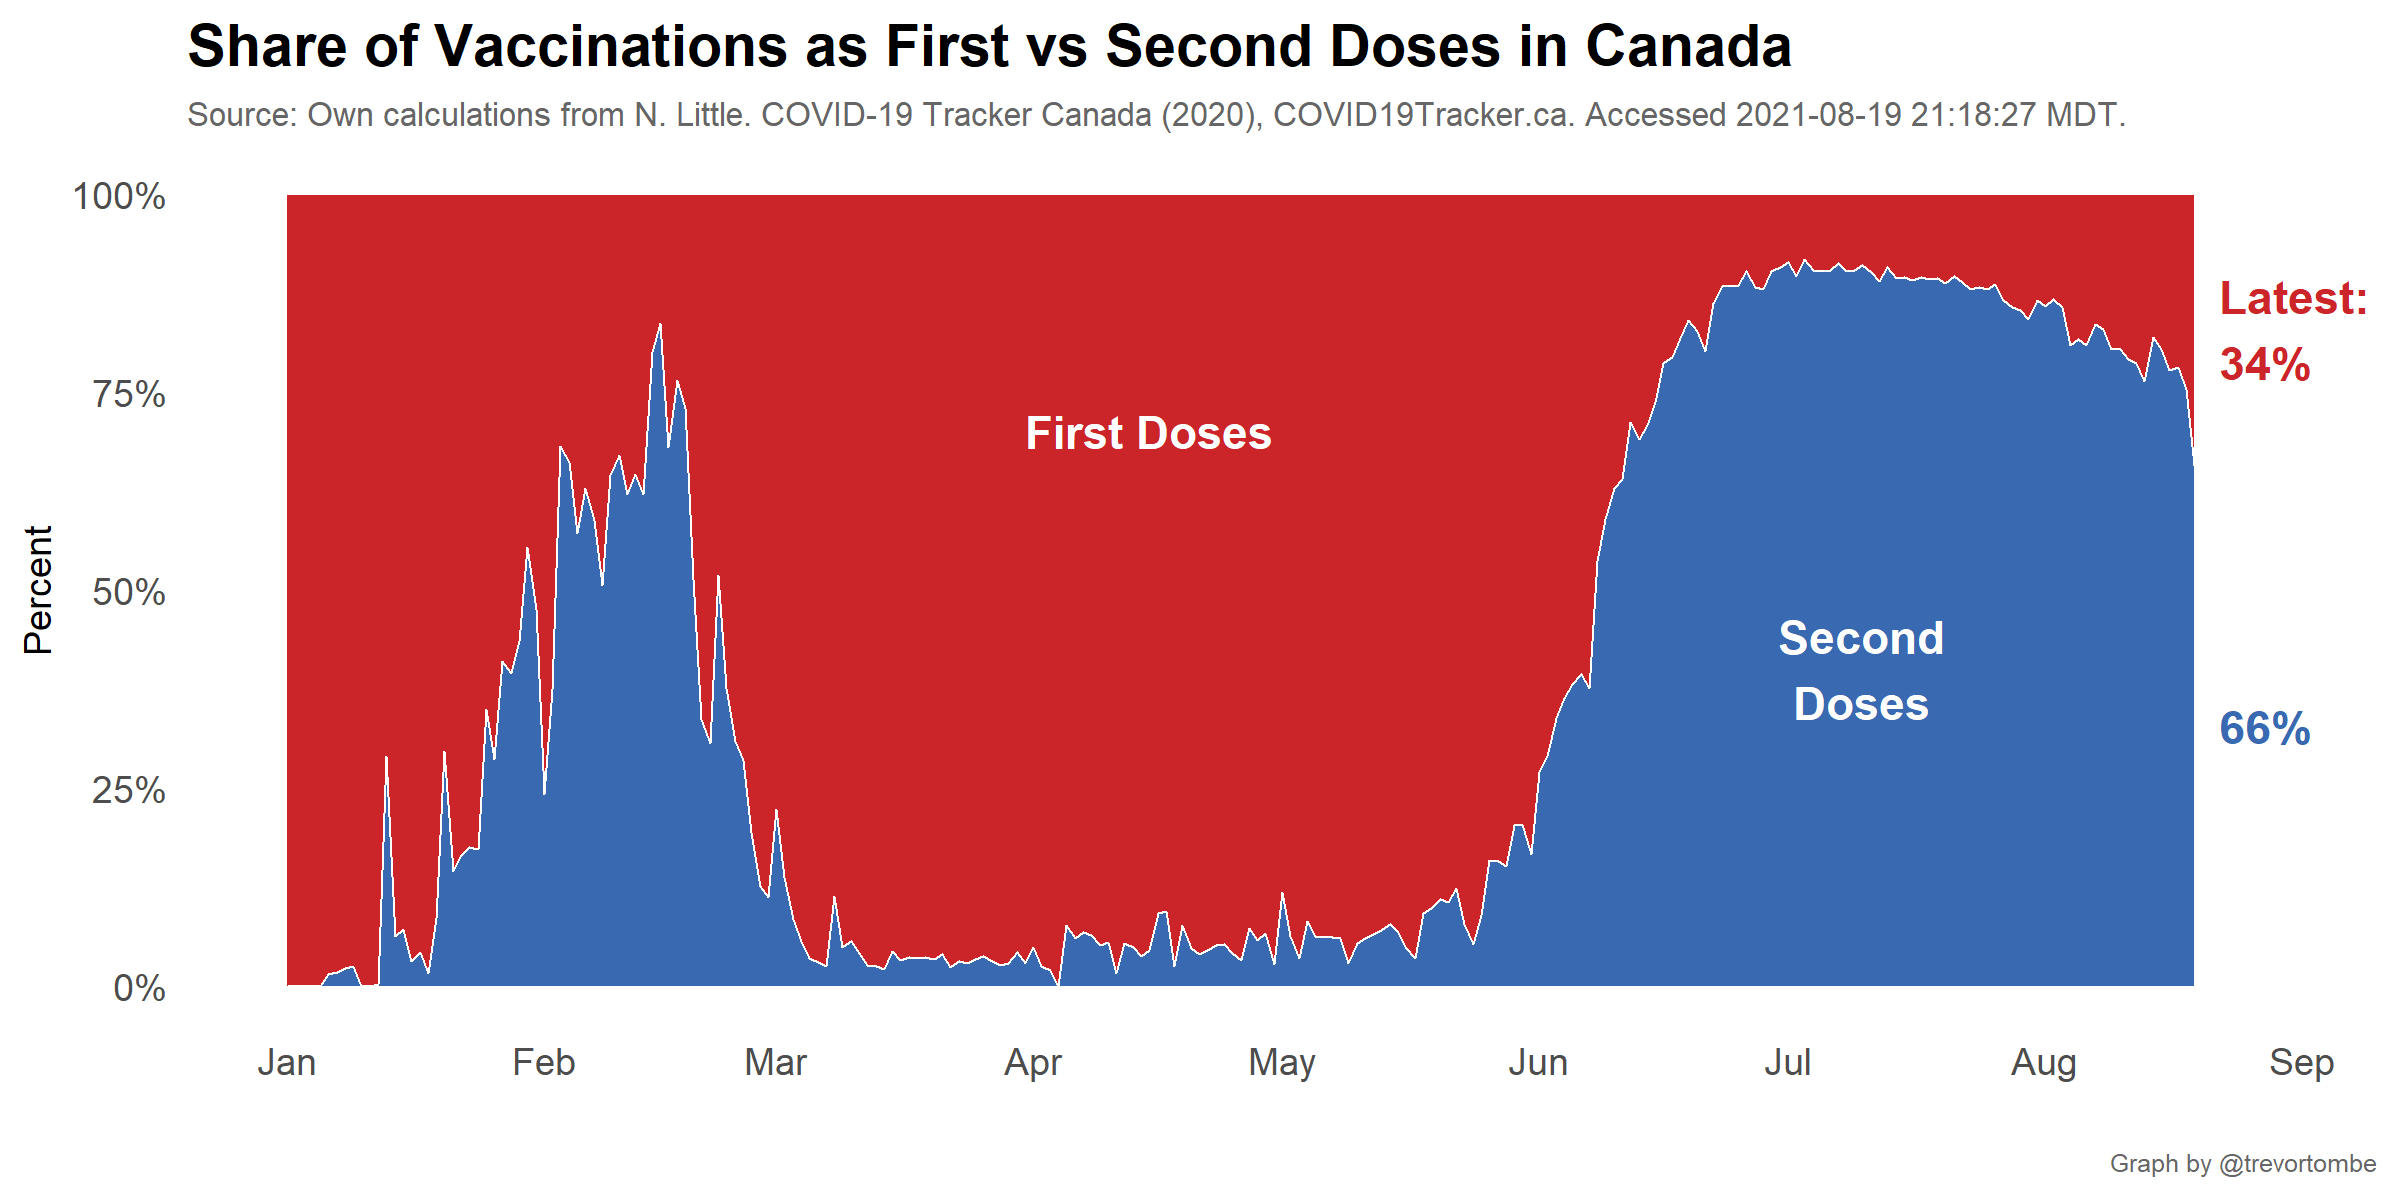 Share of Vaccinations as First vs Second Doses in Canada
Source: Own calculations from N. Little. COVID-19 Tracker Canada (2020), COVID19Tracker.ca. Accessed 2021-08-19 21:18:27 MDT.
100%
75%
50%
25%
0%
Percent
First Doses
Second
Doses
Latest:
34%
66%
Jan Feb Mar Apr May Jun Jul Aug Sep
Graph by @trevortombe